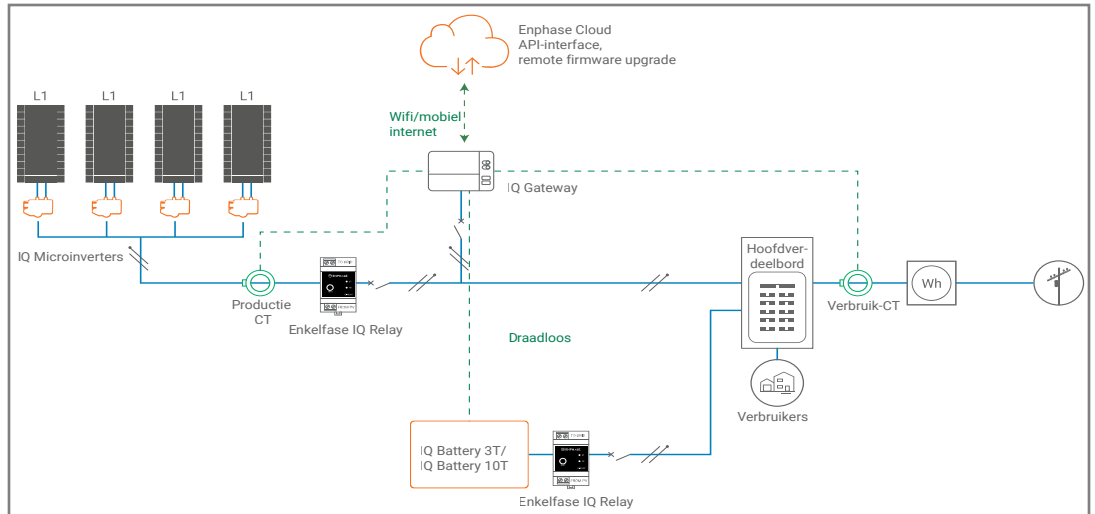 Enphase Cloud
API-interface,
remote firmware upgrade
L1
L1
L1
L1
Wifi/mobiel
internet
IQ Gateway
IQ Microinverters
Productie
CT
Enkelfase IQ Relay
Hoofdver-
deelbord
Wh
Verbruik-CT
Draadloos
Verbruikers
IQ Battery 3T/
IQ Battery 10T
Enkelfase IQ Relay